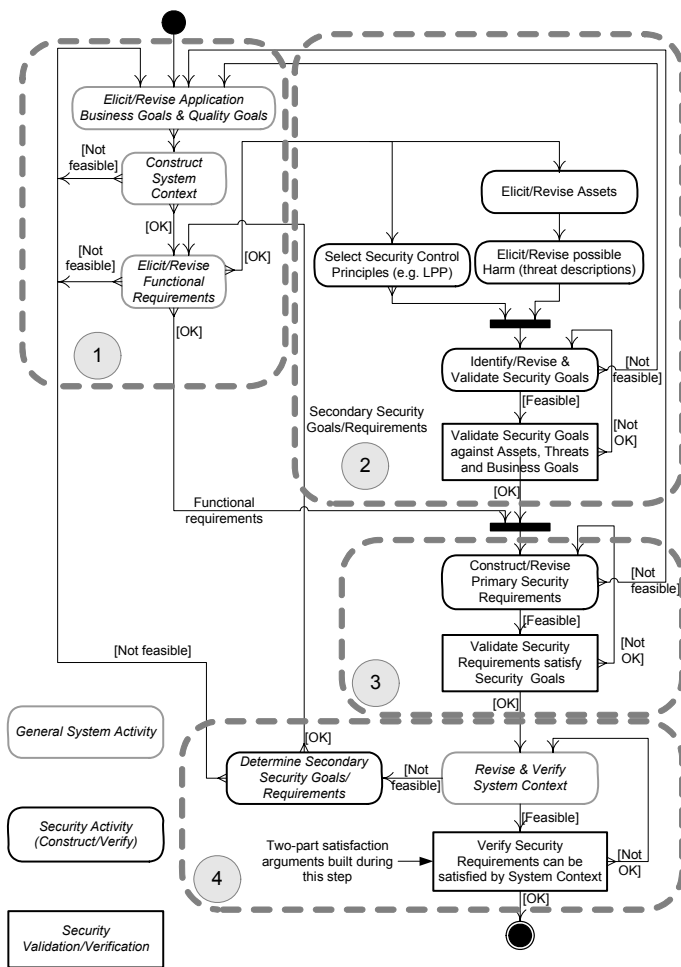 Elicit/Revise Application
Business Goals & Quality Goals
[Not
feasible]
Construct
System
Context
[OK]
[Not
feasible]
Elicit/Revise
Functional
Requirements
[OK]
[OK]
1
Elicit/Revise Assets
Select Security Control
Principles (e.g. LPP)
Elicit/Revise possible
Harm (threat descriptions)
Identify/Revise &
Validate Security Goals
[Not
feasible]
[Feasible]
Secondary Security
Goals/Requirements
Validate Security Goals
against Assets, Threats
and Business Goals
[Not
OK]
2
[OK]
Functional
requirements
Construct/Revise
Primary Security
Requirements
[Not
feasible]
[Feasible]
Validate Security
Requirements satisfy
Security Goals
[Not
OK]
3
[OK]
[Not feasible]
[OK]
Determine Secondary
Security Goals/
Requirements
[Not
feasible]
Revise & Verify
System Context
[Feasible]
Two-part satisfaction
arguments built during
this step
Verify Security
Requirements can be
satisfied by System Context
[Not
OK]
4
[OK]
General System Activity
Security Activity
(Construct/Verify)
Security
Validation/Verification